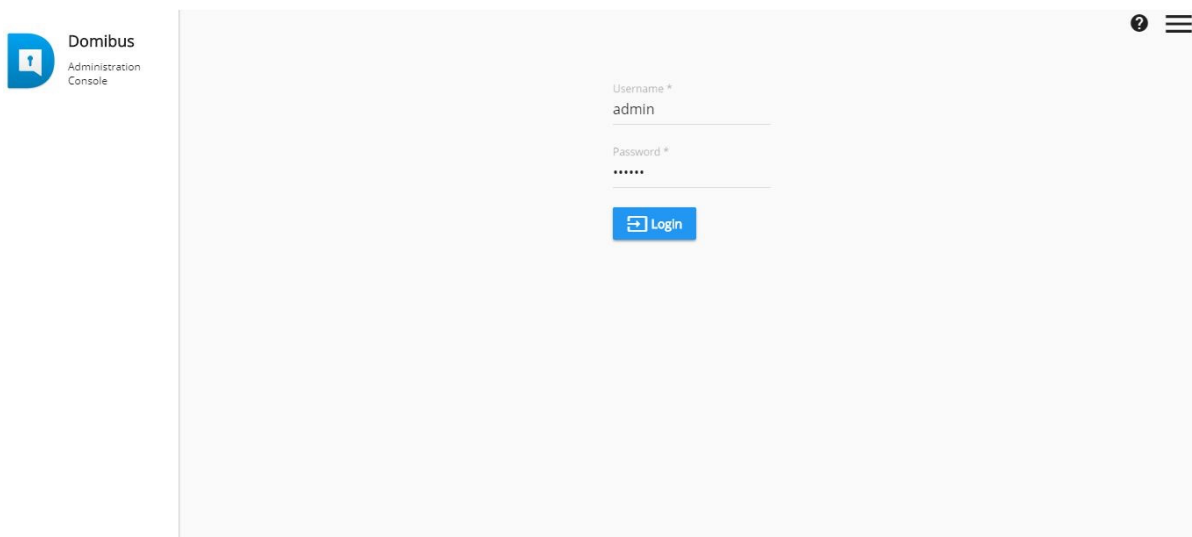 Domibus
Administration
Console
Username *
admin
Password *
••••••
Login